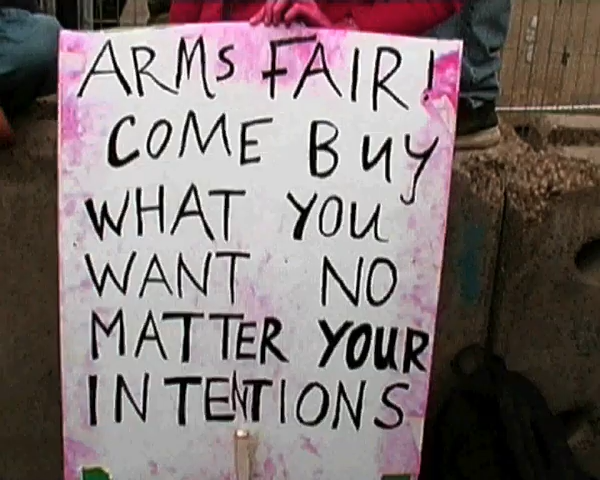 ARMS FAIR!
COME BUY
WHAT YOU
WANT NO
MATTER YOUR
INTENTIONS